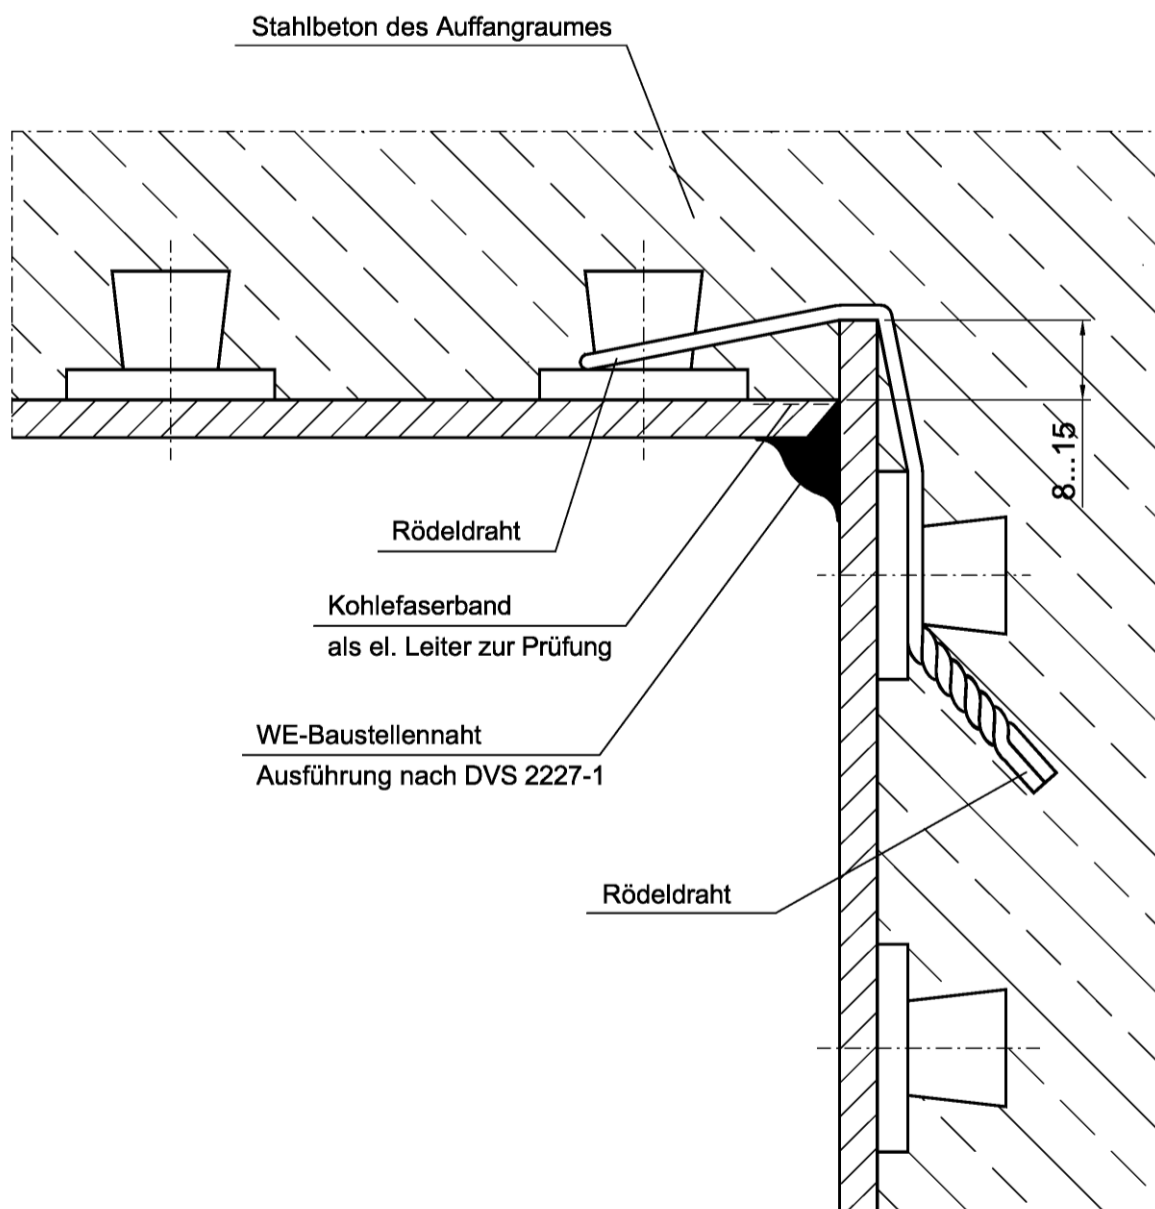 Stahlbeton des Auffangraumes
8...15
Rödeldraht
Kohlefaserband
als el. Leiter zur Prüfung
WE-Baustellennaht
Ausführung nach DVS 2227-1
Rödeldraht